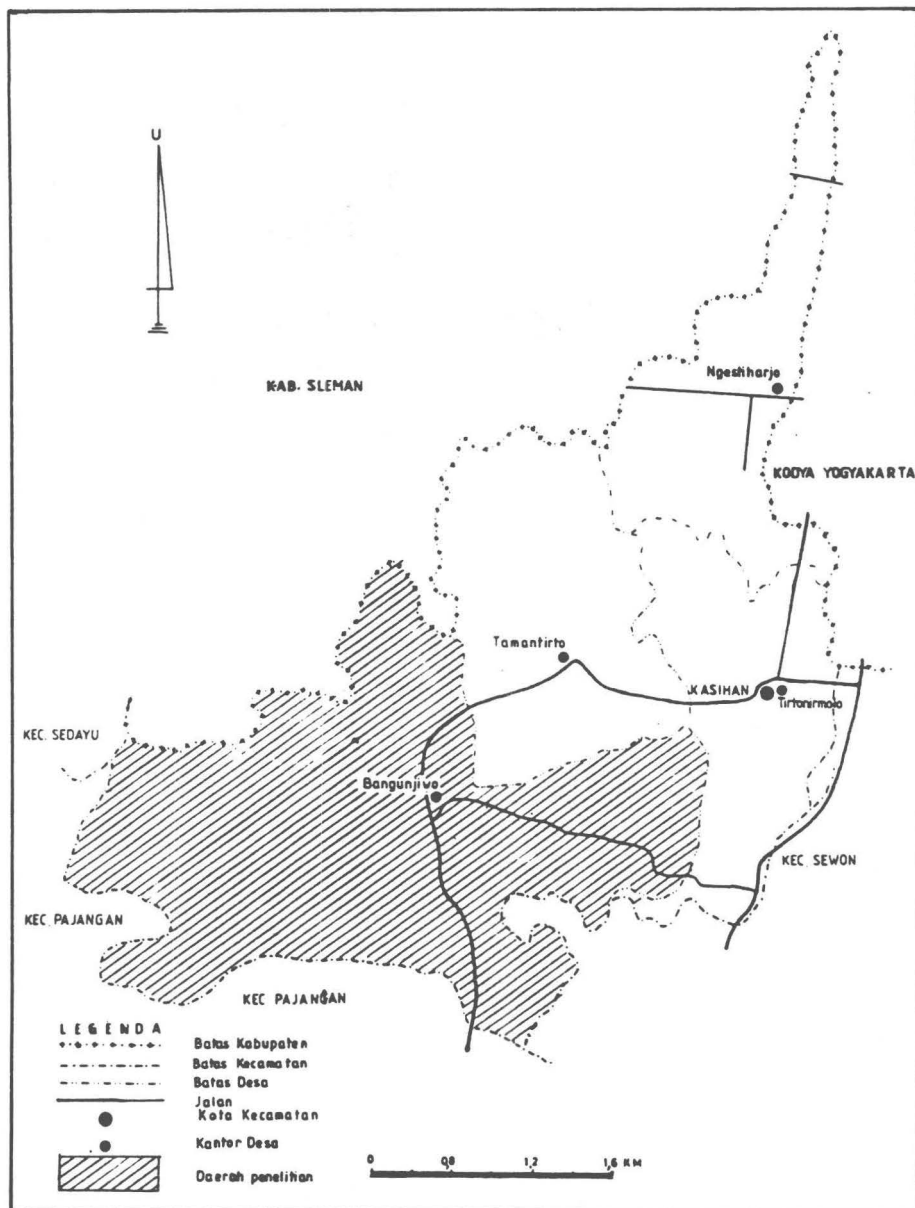 U
KAB. SLEMAN
Ngestiharjo
KODYA YOGYAKARTA
Tamantirto
KASIHAN
Tirtonirmolo
KEC. SEDAYU
Bangunjiwo
KEC. SEWON
KEC. PAJANGAN
KEC PAJANGAN
LEGENDA
Batas Kabupaten
Batas Kecamatan
Batas Desa
Jalan
Kota Kecamatan
Kantor Desa
Daerah penelitian
0 0,8 1,2 1,6 KM